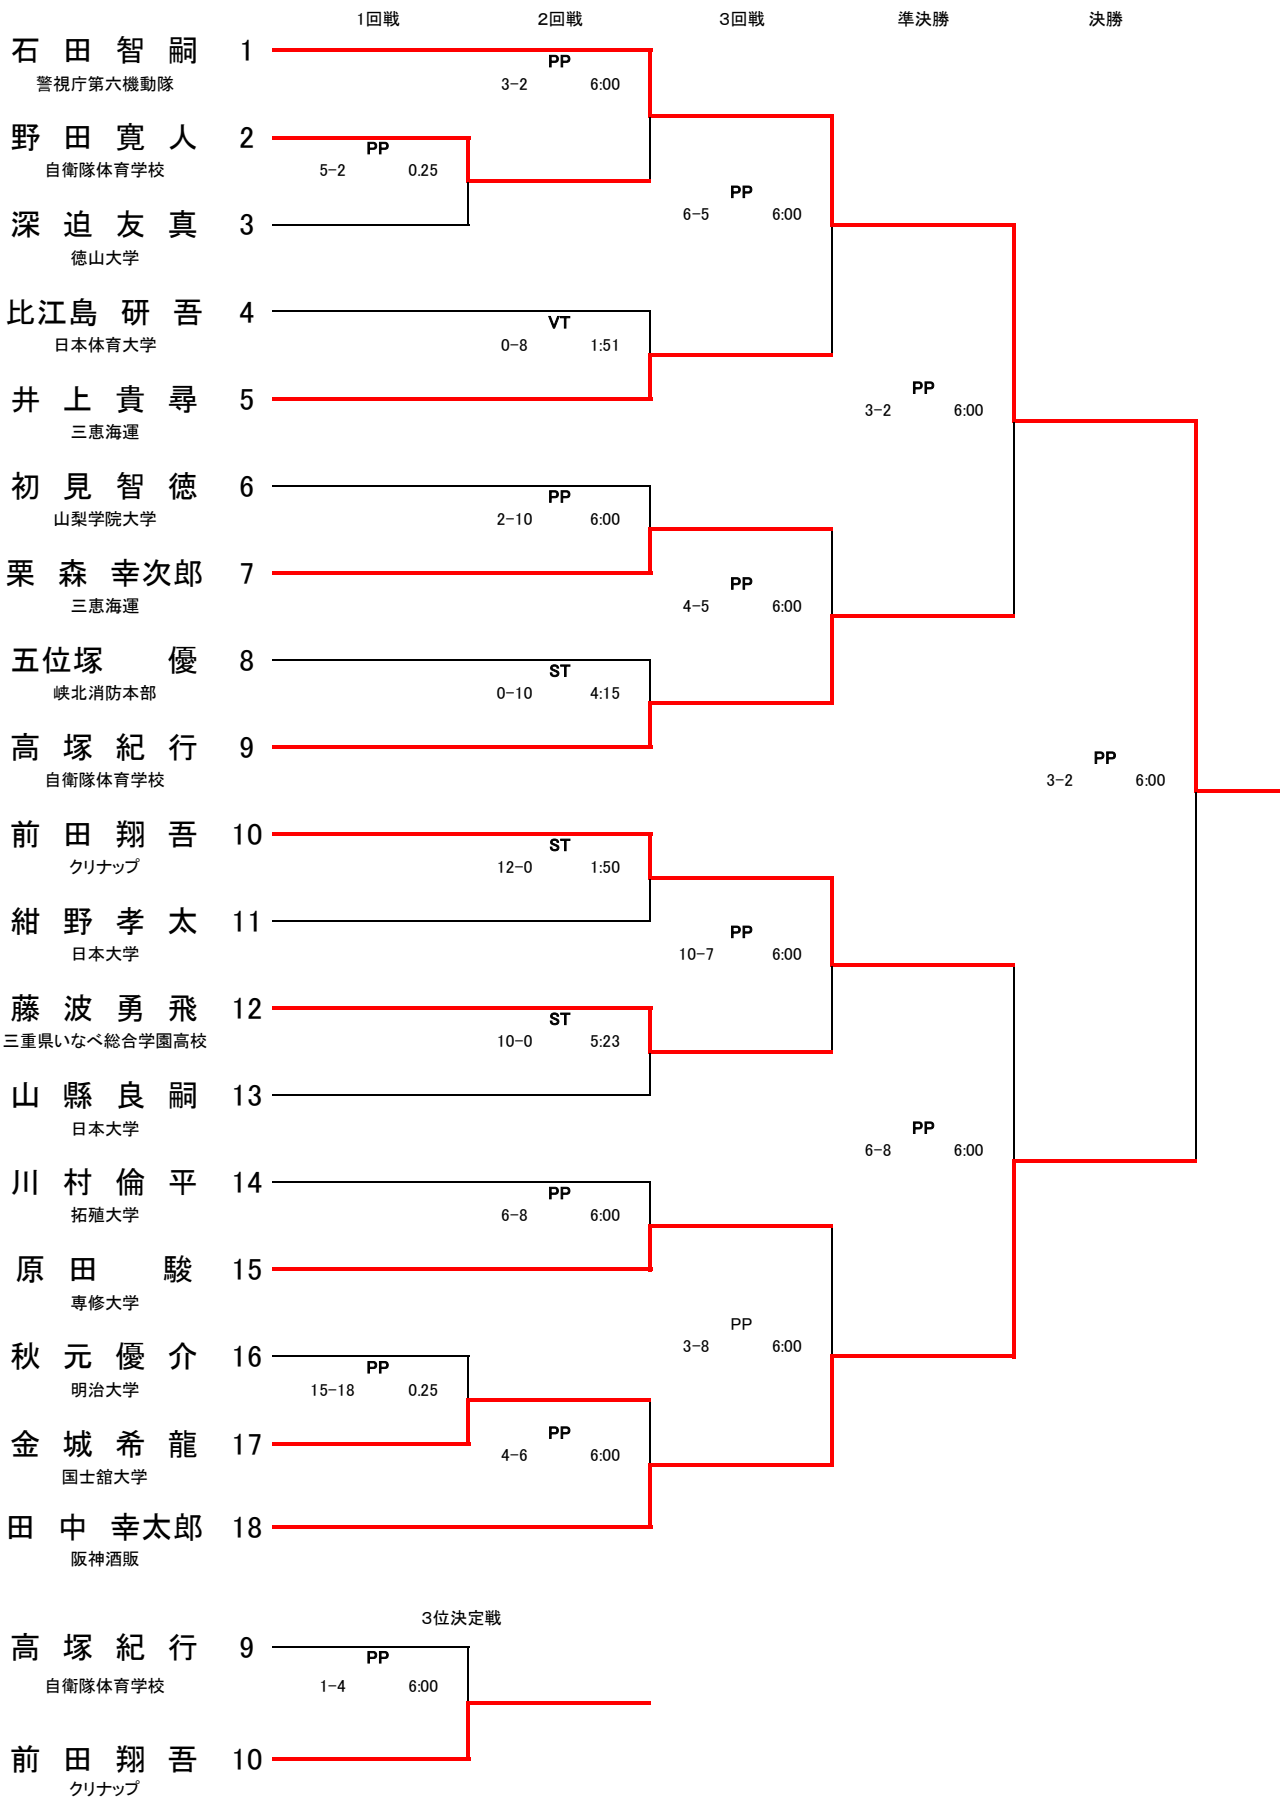 1回戦 2回戦 3回戦 準決勝 決勝
石田智嗣 1
警視庁第六機動隊
PP
3-2 6:00
野田寛人 2
自衛隊体育学校
PP
5-2 0.25
PP
6-5 6:00
深迫友真 3
徳山大学
比江島研吾 4
日本体育大学
VT
0-8 1:51
井上貴尋 5
三恵海運
PP
3-2 6:00
初見智徳 6
山梨学院大学
PP
2-10 6:00
栗森幸次郎 7
三恵海運
PP
4-5 6:00
五位塚優 8
峡北消防本部
ST
0-10 4:15
高塚紀行 9
自衛隊体育学校
PP
3-2 6:00
前田翔吾 10
クリナップ
ST
12-0 1:50
紺野孝太 11
日本大学
PP
10-7 6:00
藤波勇飛 12
三重県いなべ総合学園高校
ST
10-0 5:23
山縣良嗣 13
日本大学
PP
6-8 6:00
川村倫平 14
拓殖大学
PP
6-8 6:00
原田駿 15
専修大学
PP
3-8 6:00
秋元優介 16
明治大学
PP
15-18 0.25
金城希龍 17
国士舘大学
PP
4-6 6:00
田中幸太郎 18
阪神酒販
3位決定戦
高塚紀行 9
自衛隊体育学校
PP
1-4 6:00
前田翔吾 10
クリナップ